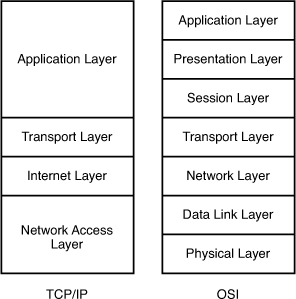 Application Layer
Transport Layer
Internet Layer
Network Access
Layer
TCP/IP
Application Layer
Presentation Layer
Session Layer
Transport Layer
Network Layer
Data Link Layer
Physical Layer
OSI